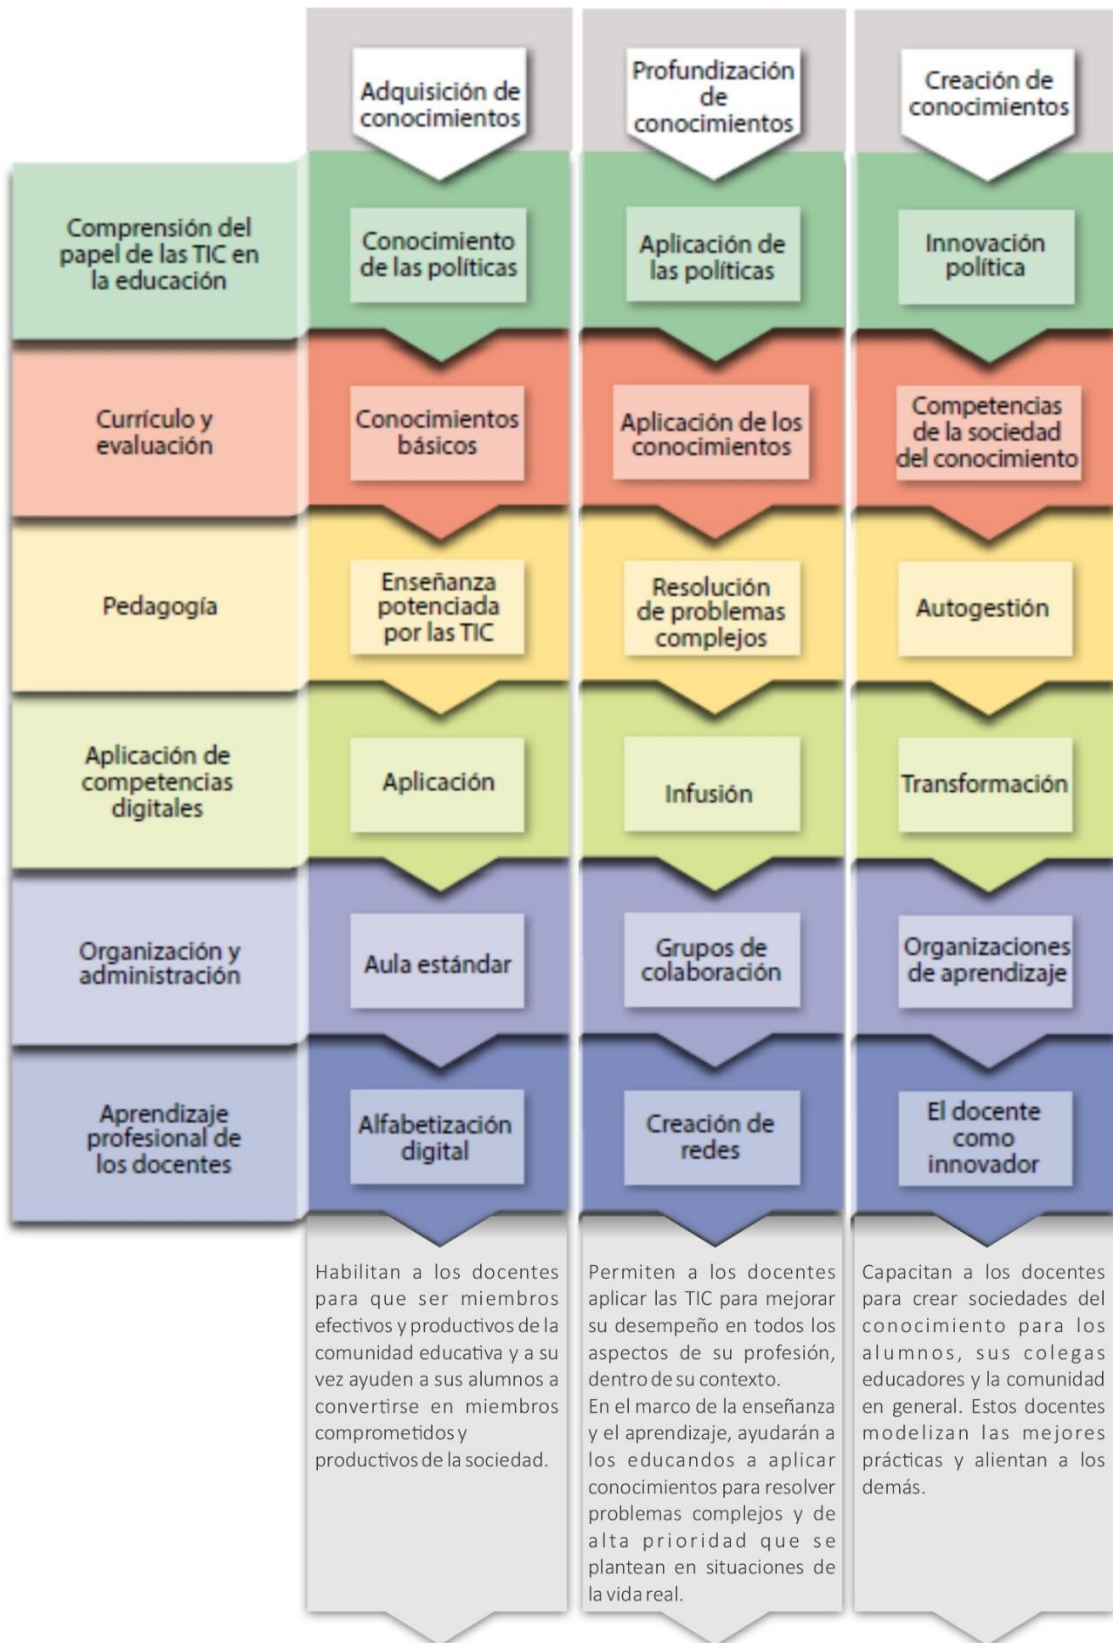 Adquisición de
conocimientos
Profundización
de
conocimientos
Creación de
conocimientos
Comprensión del
papel de las TIC en
la educación
Conocimiento
de las políticas
Aplicación de
las políticas
Innovación
política
Currículo y
evaluación
Conocimientos
básicos
Aplicación de los
conocimientos
Competencias
de la sociedad
del conocimiento
Pedagogía
Enseñanza
potenciada
por las TIC
Resolución
de problemas
complejos
Autogestión
Aplicación de
competencias
digitales
Aplicación
Infusión
Transformación
Organización y
administración
Aula estándar
Grupos de
colaboración
Organizaciones
de aprendizaje
Aprendizaje
profesional de
los docentes
Alfabetización
digital
Creación de
redes
El docente
como
innovador
Habilitan a los docentes
para que ser miembros
efectivos y productivos de la
comunidad educativa y a su
vez ayuden a sus alumnos a
convertirse en miembros
comprometidos y
productivos de la sociedad.
Permiten a los docentes
aplicar las TIC para mejorar
su desempeño en todos los
aspectos de su profesión,
dentro de su contexto.
En el marco de la enseñanza
y el aprendizaje, ayudarán a
los educandos a aplicar
conocimientos para resolver
problemas complejos y de
alta prioridad que se
plantean en situaciones de
la vida real.
Capacitan a los docentes
para crear sociedades del
conocimiento para los
alumnos, sus colegas
educadores y la comunidad
en general. Estos docentes
modelizan las mejores
prácticas y alientan a los
demás.